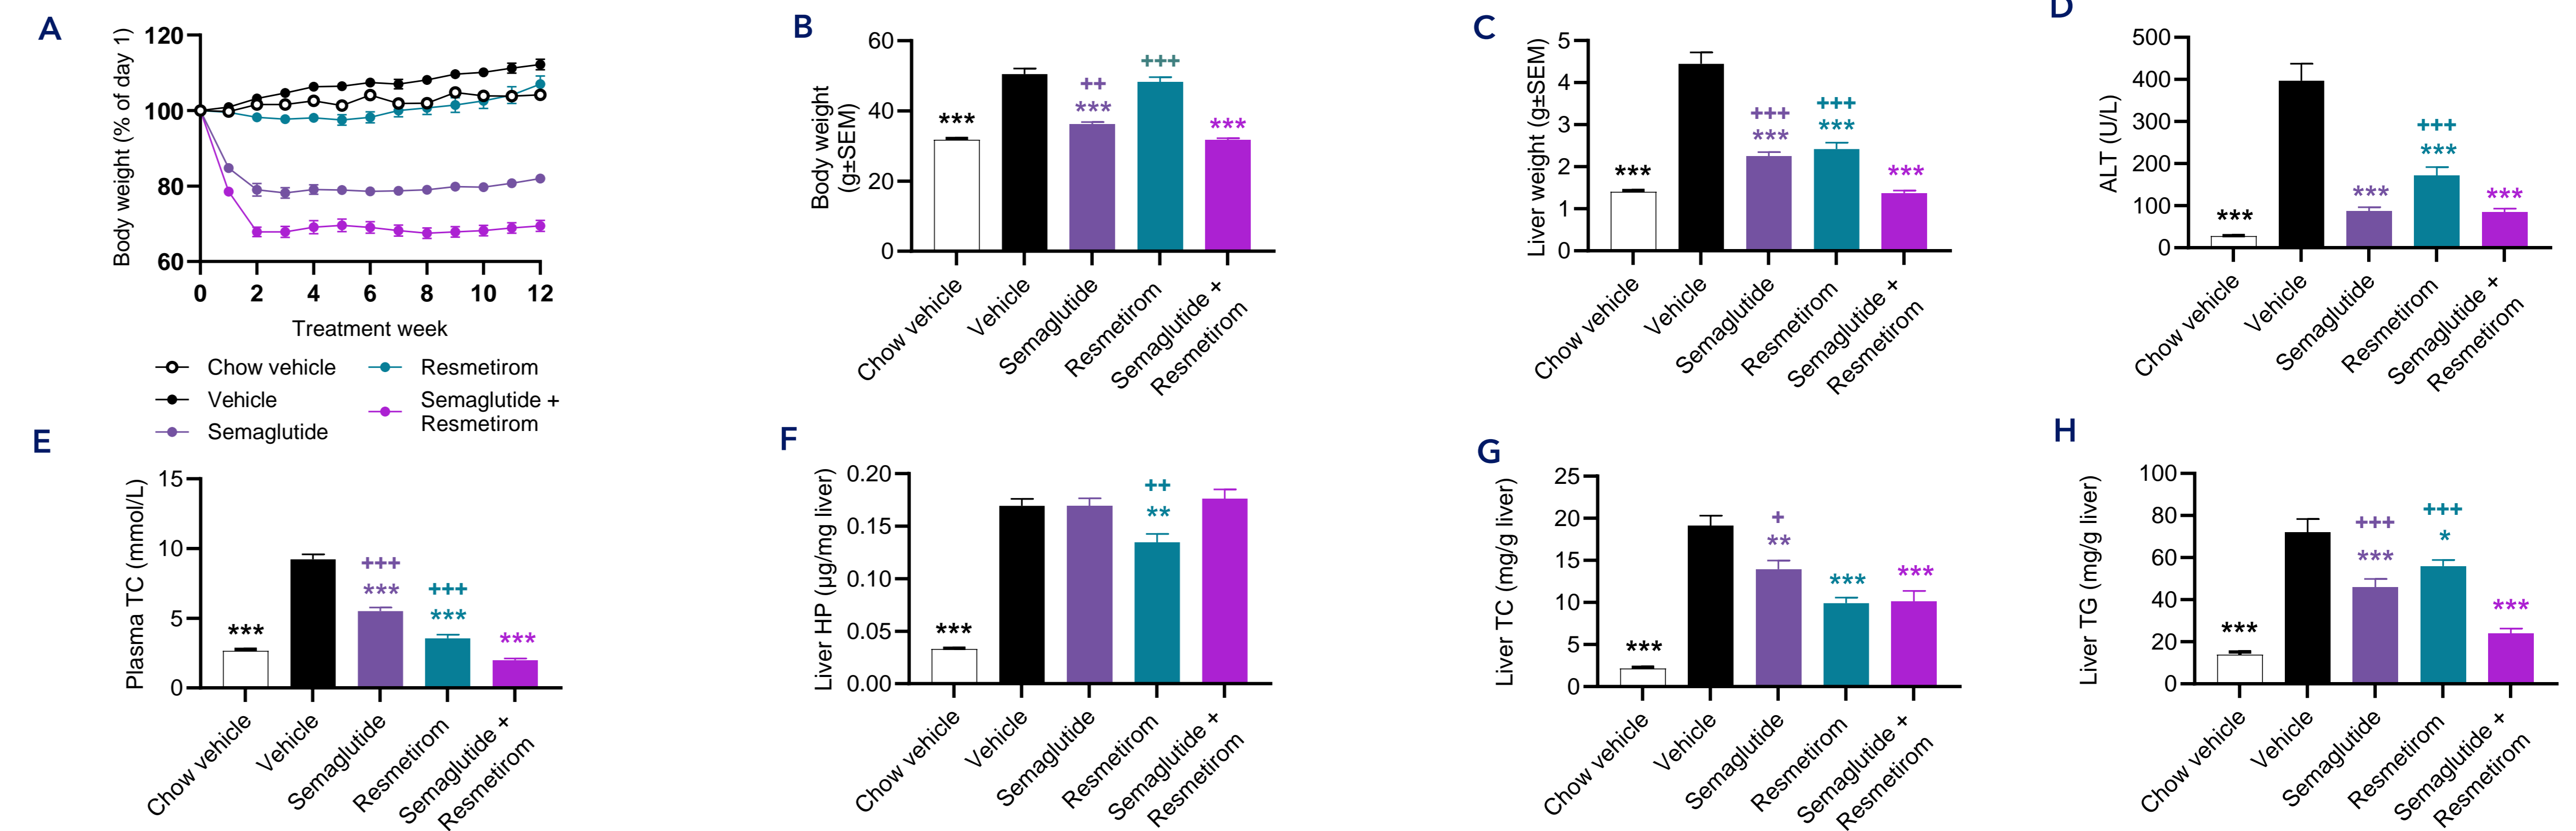 A
Body weight (% of day 1)
120
100
80
60
0 2 4 6 8 10 12
Treatment week
Chow vehicle
Vehicle
Semaglutide
Resmetirom
Semaglutide +
Resmetirom
B
Body weight
(g±SEM)
60
40
20
0
***
++
***
+++
***
Chow vehicle
Vehicle
Semaglutide
Resmetirom
Semaglutide +
Resmetirom
C
Liver weight (g±SEM)
5
4
3
2
1
0
***
+++
***
+++
***
***
Chow vehicle
Vehicle
Semaglutide
Resmetirom
Semaglutide +
Resmetirom
D
ALT (U/L)
500
400
300
200
100
0
***
***
+++
***
***
Chow vehicle
Vehicle
Semaglutide
Resmetirom
Semaglutide +
Resmetirom
E
Plasma TC (mmol/L)
15
10
5
0
***
+++
***
+++
***
***
Chow vehicle
Vehicle
Semaglutide
Resmetirom
Semaglutide +
Resmetirom
F
Liver HP (µg/mg liver)
0.20
0.15
0.10
0.05
0.00
***
++
**
Chow vehicle
Vehicle
Semaglutide
Resmetirom
Semaglutide +
Resmetirom
G
Liver TC (mg/g liver)
25
20
15
10
5
0
***
+
**
***
***
Chow vehicle
Vehicle
Semaglutide
Resmetirom
Semaglutide +
Resmetirom
H
Liver TG (mg/g liver)
100
80
60
40
20
0
***
+++
***
+++
*
***
Chow vehicle
Vehicle
Semaglutide
Resmetirom
Semaglutide +
Resmetirom